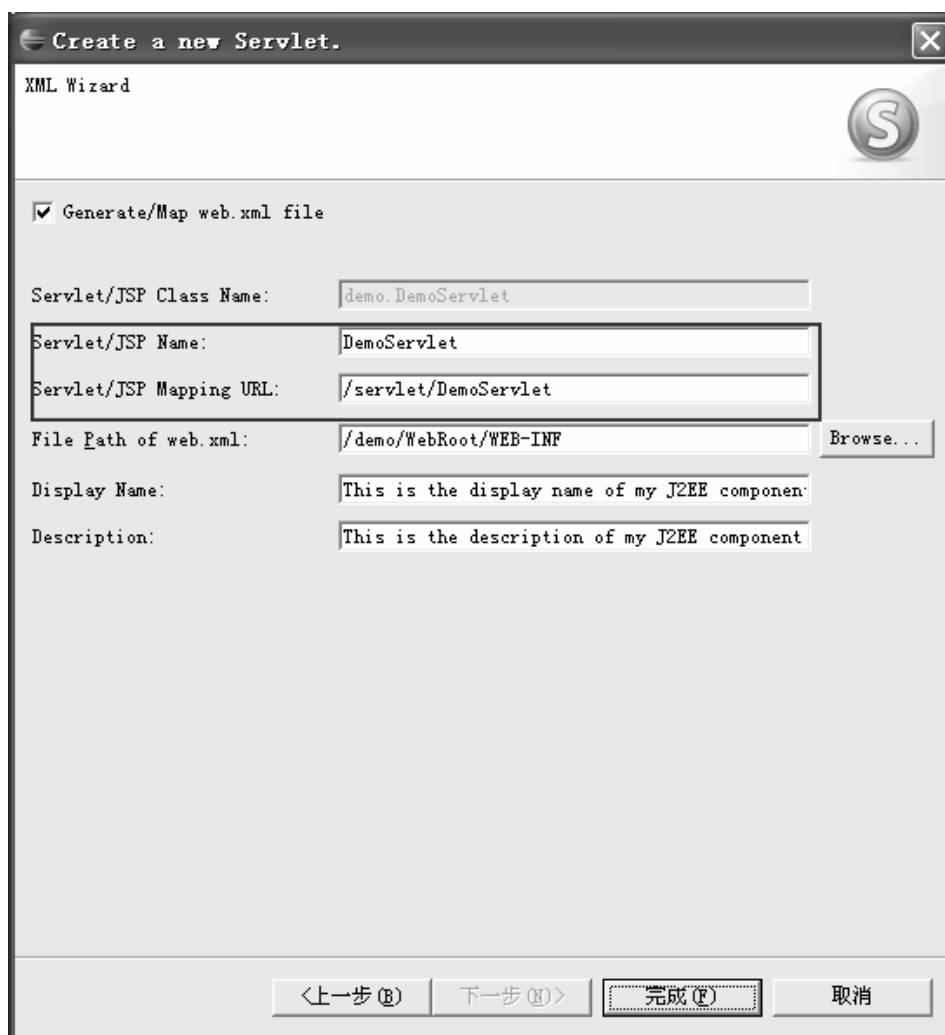 Create a new Servlet.
XML Wizard
S
Generate/Map web.xml file
Servlet/JSP Class Name: demo.DemoServlet
Servlet/JSP Name: DemoServlet
Servlet/JSP Mapping URL: /servlet/DemoServlet
File Path of web.xml: /demo/WebRoot/WEB-INF Browse...
Display Name: This is the display name of my J2EE componen
Description: This is the description of my J2EE component
<上一步(B) 下一步(N)> 完成(F) 取消